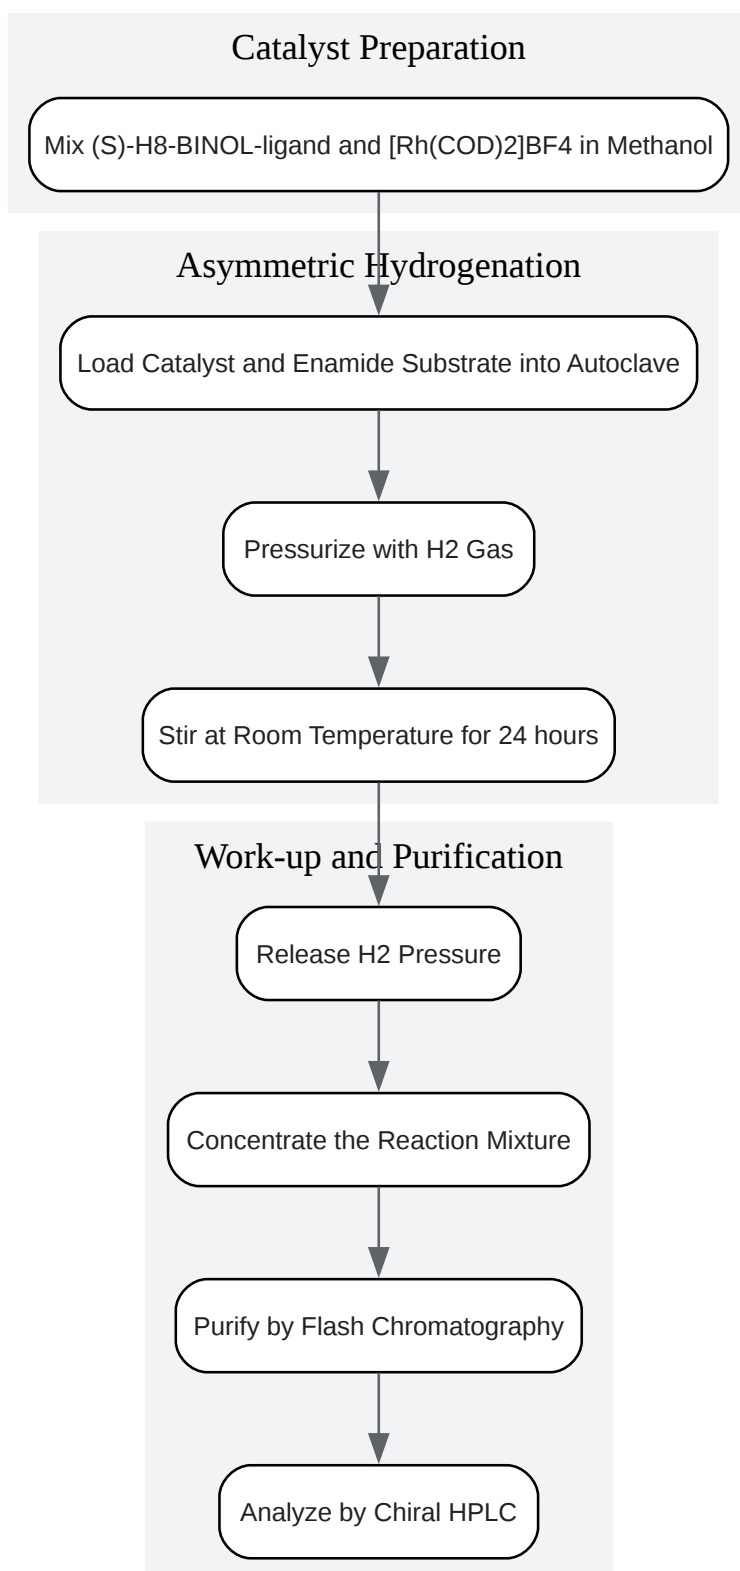 Catalyst Preparation
Mix (S)-H8-BINOL-ligand and [Rh(COD)2]BF4 in Methanol
Asymmetric Hydrogenation
Load Catalyst and Enamide Substrate into Autoclave
Pressurize with H2 Gas
Stir at Room Temperature for 24 hours
Work-up and Purification
Release H2 Pressure
Concentrate the Reaction Mixture
Purify by Flash Chromatography
Analyze by Chiral HPLC